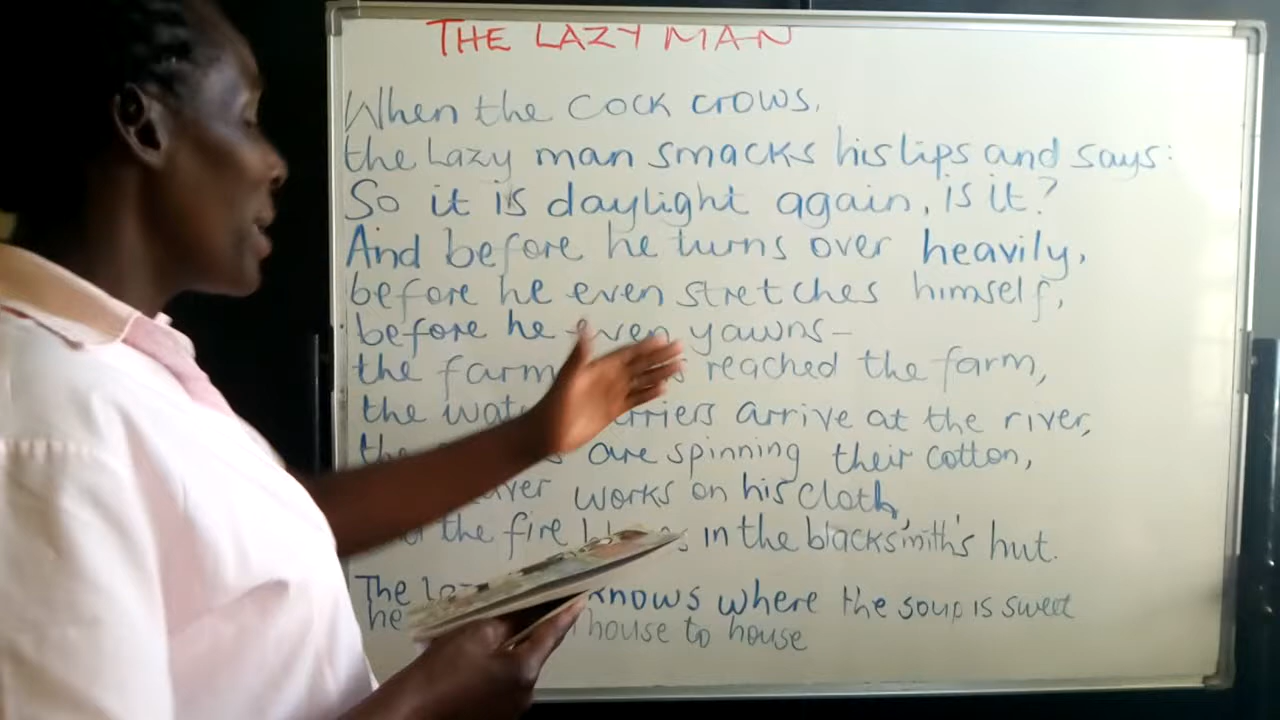 THE LAZY MAN
When the cock crows,
the lazy man smacks his lips and says:
So it is daylight again, is it?
And before he turns over heavily,
before he even stretches himself,
before he even yawns—
the reached the farm,
the arrive at the river,
the are spinning their cotton,
works on his cloth,
the fire in the blacksmith's hut.
The knows where the soup is sweet
he house to house